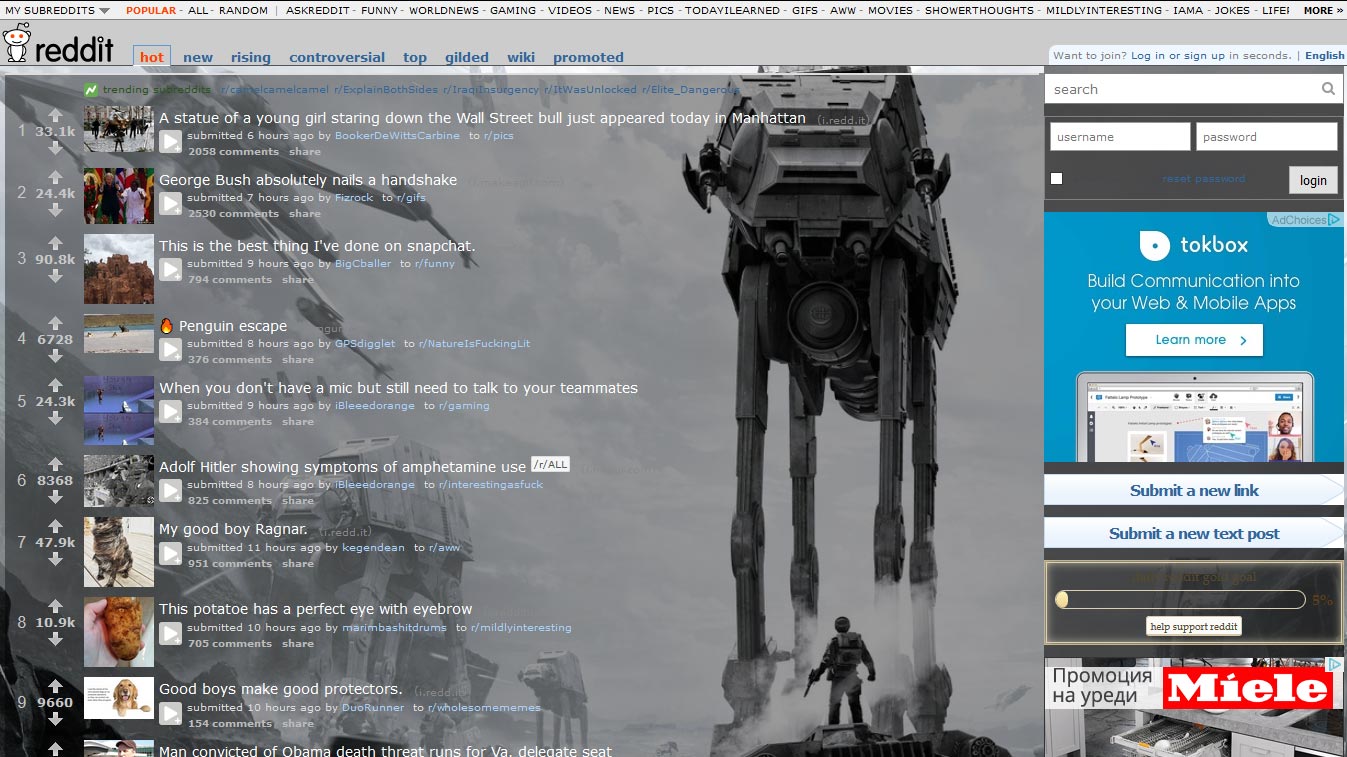 MY SUBREDDITS POPULAR - ALL - RANDOM | ASKREDDIT - FUNNY - WORLDNEWS - GAMING - VIDEOS - NEWS - PICS - TODAYILEARNED - GIFS - AWW - MOVIES - SHOWERTHOUGHTS - MILDLYINTERESTING - IAMA - JOKES - LIFE MORE »
reddit hot new rising controversial top gilded wiki promoted
Want to join? Log in or sign up in seconds. | English
trending subreddits /r/camelcamelcamel /r/ExplainBothSides /r/IraqiInsurgency /r/ItWasUnlocked /r/Elite_Dangerous
1 33.1k A statue of a young girl staring down the Wall Street bull just appeared today in Manhattan (i.redd.it)
submitted 6 hours ago by BookerDeWittsCarbine to r/pics
2058 comments share
2 24.4k George Bush absolutely nails a handshake (i.makeagif.com)
submitted 7 hours ago by Fizrock to r/gifs
2530 comments share
3 90.8k This is the best thing I've done on snapchat.
submitted 9 hours ago by BigCballer to r/funny
794 comments share
4 6728 🔥 Penguin escape
submitted 8 hours ago by GPSdigglet to r/NatureIsFuckingLit
376 comments share
5 24.3k When you don't have a mic but still need to talk to your teammates
submitted 9 hours ago by iBleeedorange to r/gaming
384 comments share
6 8368 Adolf Hitler showing symptoms of amphetamine use /r/ALL
submitted 8 hours ago by iBleeedorange to r/interestingasfuck
825 comments share
7 47.9k My good boy Ragnar. (i.redd.it)
submitted 11 hours ago by kegendean to r/aww
951 comments share
8 10.9k This potatoe has a perfect eye with eyebrow
submitted 10 hours ago by marimbashitdrums to r/mildlyinteresting
705 comments share
9 9660 Good boys make good protectors. (i.redd.it)
submitted 10 hours ago by DuoRunner to r/wholesomememes
154 comments share
Man convicted of Obama death threat runs for Va. delegate seat
search
username password
reset password login
AdChoices
tokbox
Build Communication into
your Web & Mobile Apps
Learn more
Submit a new link
Submit a new text post
daily reddit gold goal
5%
help support reddit
Промоция
на уреди
Miele